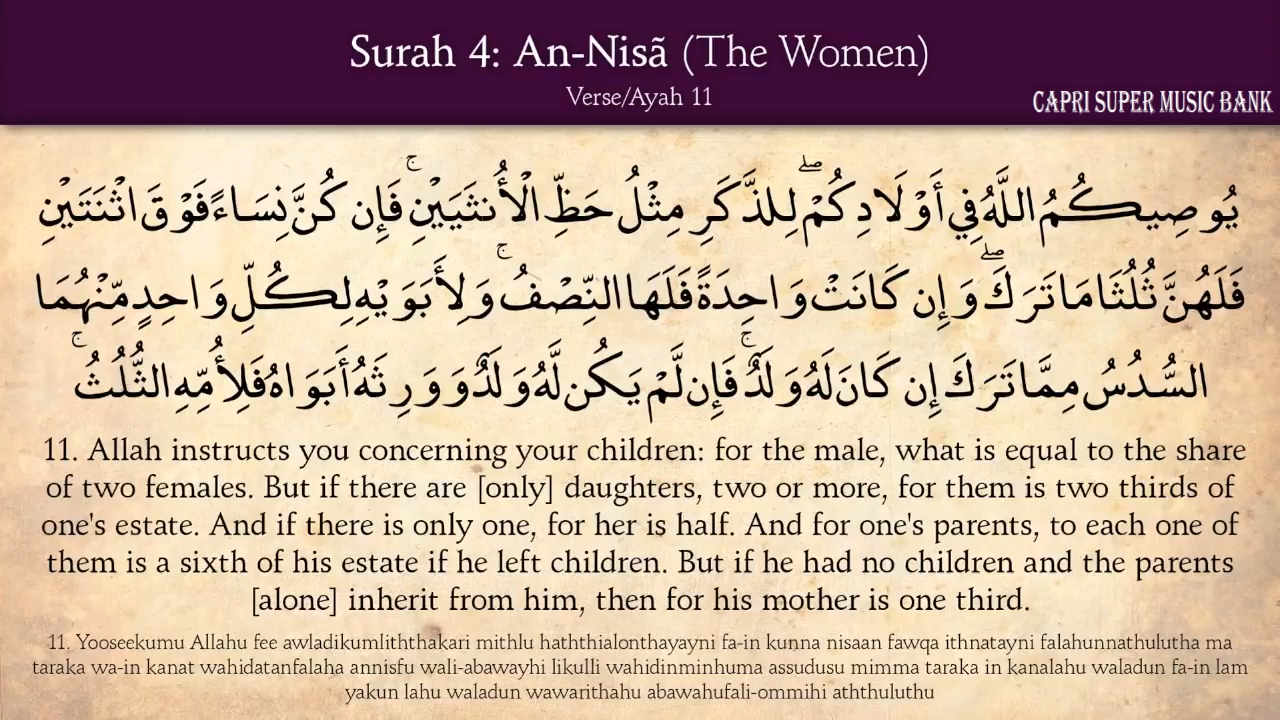 Surah 4: An-Nisã (The Women)
Verse/Ayah 11
CAPRI SUPER MUSIC BANK
يُوصِيكُمُ اللَّهُ فِي أَوْلَادِكُمْ ۖ لِلذَّكَرِ مِثْلُ حَظِّ الْأُنثَيَيْنِ ۚ فَإِن كُنَّ نِسَاءً فَوْقَ اثْنَتَيْنِ
فَلَهُنَّ ثُلُثَا مَا تَرَكَ ۖ وَإِن كَانَتْ وَاحِدَةً فَلَهَا النِّصْفُ ۚ وَلِأَبَوَيْهِ لِكُلِّ وَاحِدٍ مِّنْهُمَا
السُّدُسُ مِمَّا تَرَكَ إِن كَانَ لَهُ وَلَدٌ ۚ فَإِن لَّمْ يَكُن لَّهُ وَلَدٌ وَوَرِثَهُ أَبَوَاهُ فَلِأُمِّهِ الثُّلُثُ ۚ
11. Allah instructs you concerning your children: for the male, what is equal to the share
of two females. But if there are [only] daughters, two or more, for them is two thirds of
one's estate. And if there is only one, for her is half. And for one's parents, to each one of
them is a sixth of his estate if he left children. But if he had no children and the parents
[alone] inherit from him, then for his mother is one third.
11. Yooseekumu Allahu fee awladikumliththakari mithlu haththialonthayayni fa-in kunna nisaan fawqa ithnatayni falahunnathulutha ma
taraka wa-in kanat wahidatanfalaha annisfu wali-abawayhi likulli wahidinminhuma assudusu mimma taraka in kanalahu waladun fa-in lam
yakun lahu waladun wawarithahu abawahufali-ommihi aththuluthu